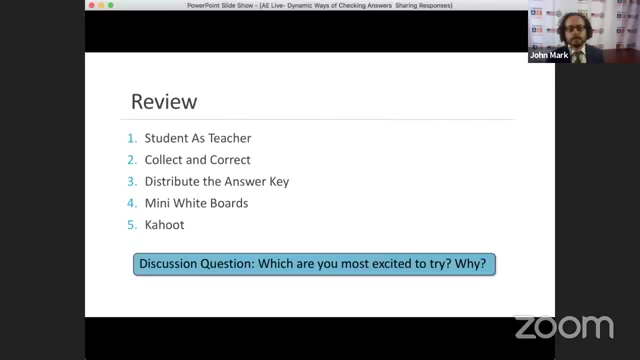 PowerPoint Slide Show - [AE Live- Dynamic Ways of Checking Answers  Sharing Responses]
John Mark
Review
1. Student As Teacher
2. Collect and Correct
3. Distribute the Answer Key
4. Mini White Boards
5. Kahoot
Discussion Question: Which are you most excited to try? Why?
zoom